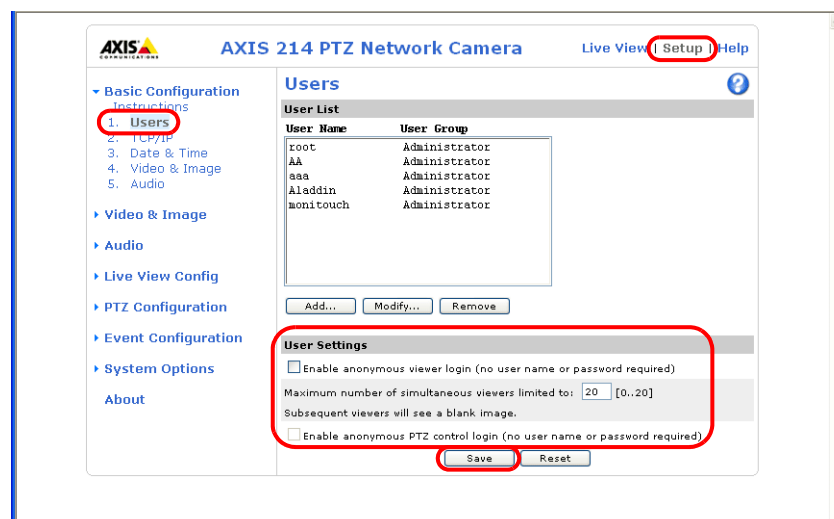 AXIS COMMUNICATIONS
AXIS 214 PTZ Network Camera
Live View | Setup | Help
Basic Configuration
Instructions
1. Users
2. TCP/IP
3. Date & Time
4. Video & Image
5. Audio
Video & Image
Audio
Live View Config
PTZ Configuration
Event Configuration
System Options
About
Users
?
User List
User Name User Group
root Administrator
AA Administrator
aaa Administrator
Aladdin Administrator
monitouch Administrator
Add... Modify... Remove
User Settings
Enable anonymous viewer login (no user name or password required)
Maximum number of simultaneous viewers limited to: 20 [0..20]
Subsequent viewers will see a blank image.
Enable anonymous PTZ control login (no user name or password required)
Save Reset